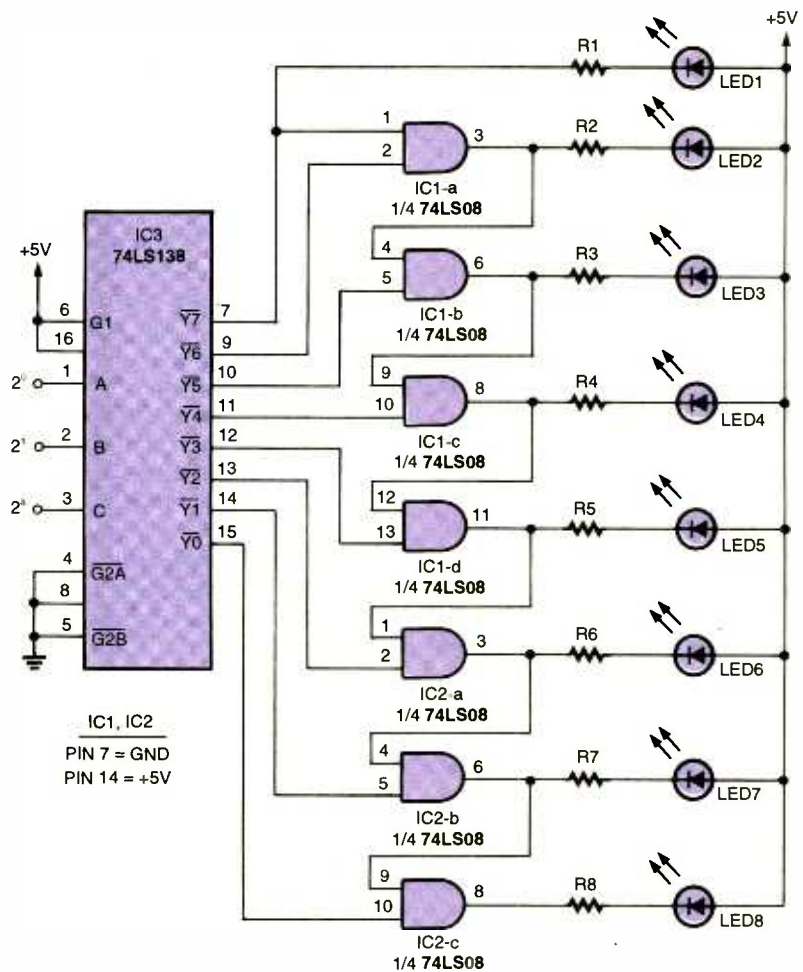 +5V
R1
LED1
1
2
3
R2
LED2
IC1-a
1/4 74LS08
IC3
74LS138
+5V
4
5
6
R3
LED3
IC1-b
1/4 74LS08
6
G1
Y7
7
16
Y6
9
1
A
Y5
10
2
B
Y4
11
3
C
Y3
12
Y2
13
Y1
14
Y0
15
4
G2A
8
5
G2B
9
10
8
R4
LED4
IC1-c
1/4 74LS08
12
13
11
R5
LED5
IC1-d
1/4 74LS08
1
2
3
R6
LED6
IC2-a
1/4 74LS08
IC1, IC2
PIN 7 = GND
PIN 14 = +5V
4
5
6
R7
LED7
IC2-b
1/4 74LS08
9
10
8
R8
LED8
IC2-c
1/4 74LS08